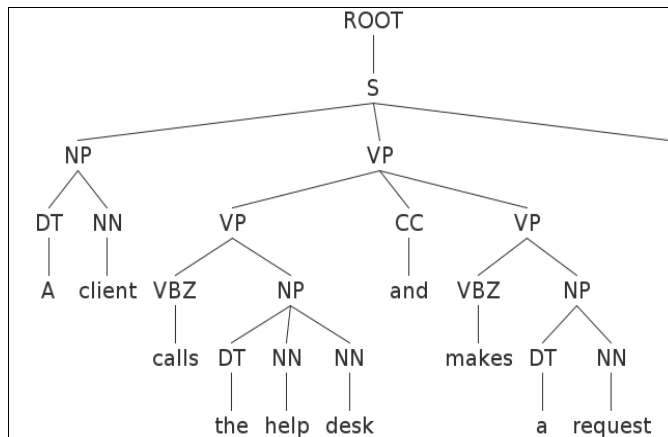 ROOT
S
NP VP
DT NN VP CC VP
A client VBZ NP and VBZ NP
calls DT NN NN makes DT NN
the help desk a request